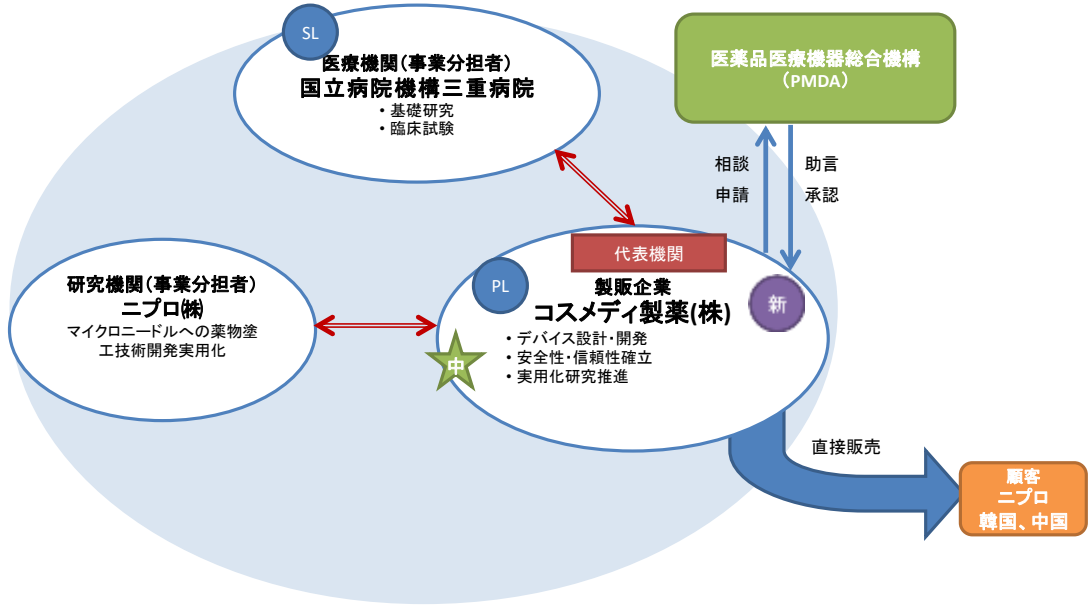 SL
医療機関(事業分担者)
国立病院機構三重病院
・基礎研究
・臨床試験
医薬品医療機器総合機構
(PMDA)
相談
申請
助言
承認
研究機関(事業分担者)
ニプロ㈱
マイクロニードルへの薬物塗
工技術開発実用化
代表機関
PL
製販企業
コスメディ製薬(株)
新
・デバイス設計・開発
・安全性・信頼性確立
・実用化研究推進
中
直接販売
顧客
ニプロ
韓国、中国